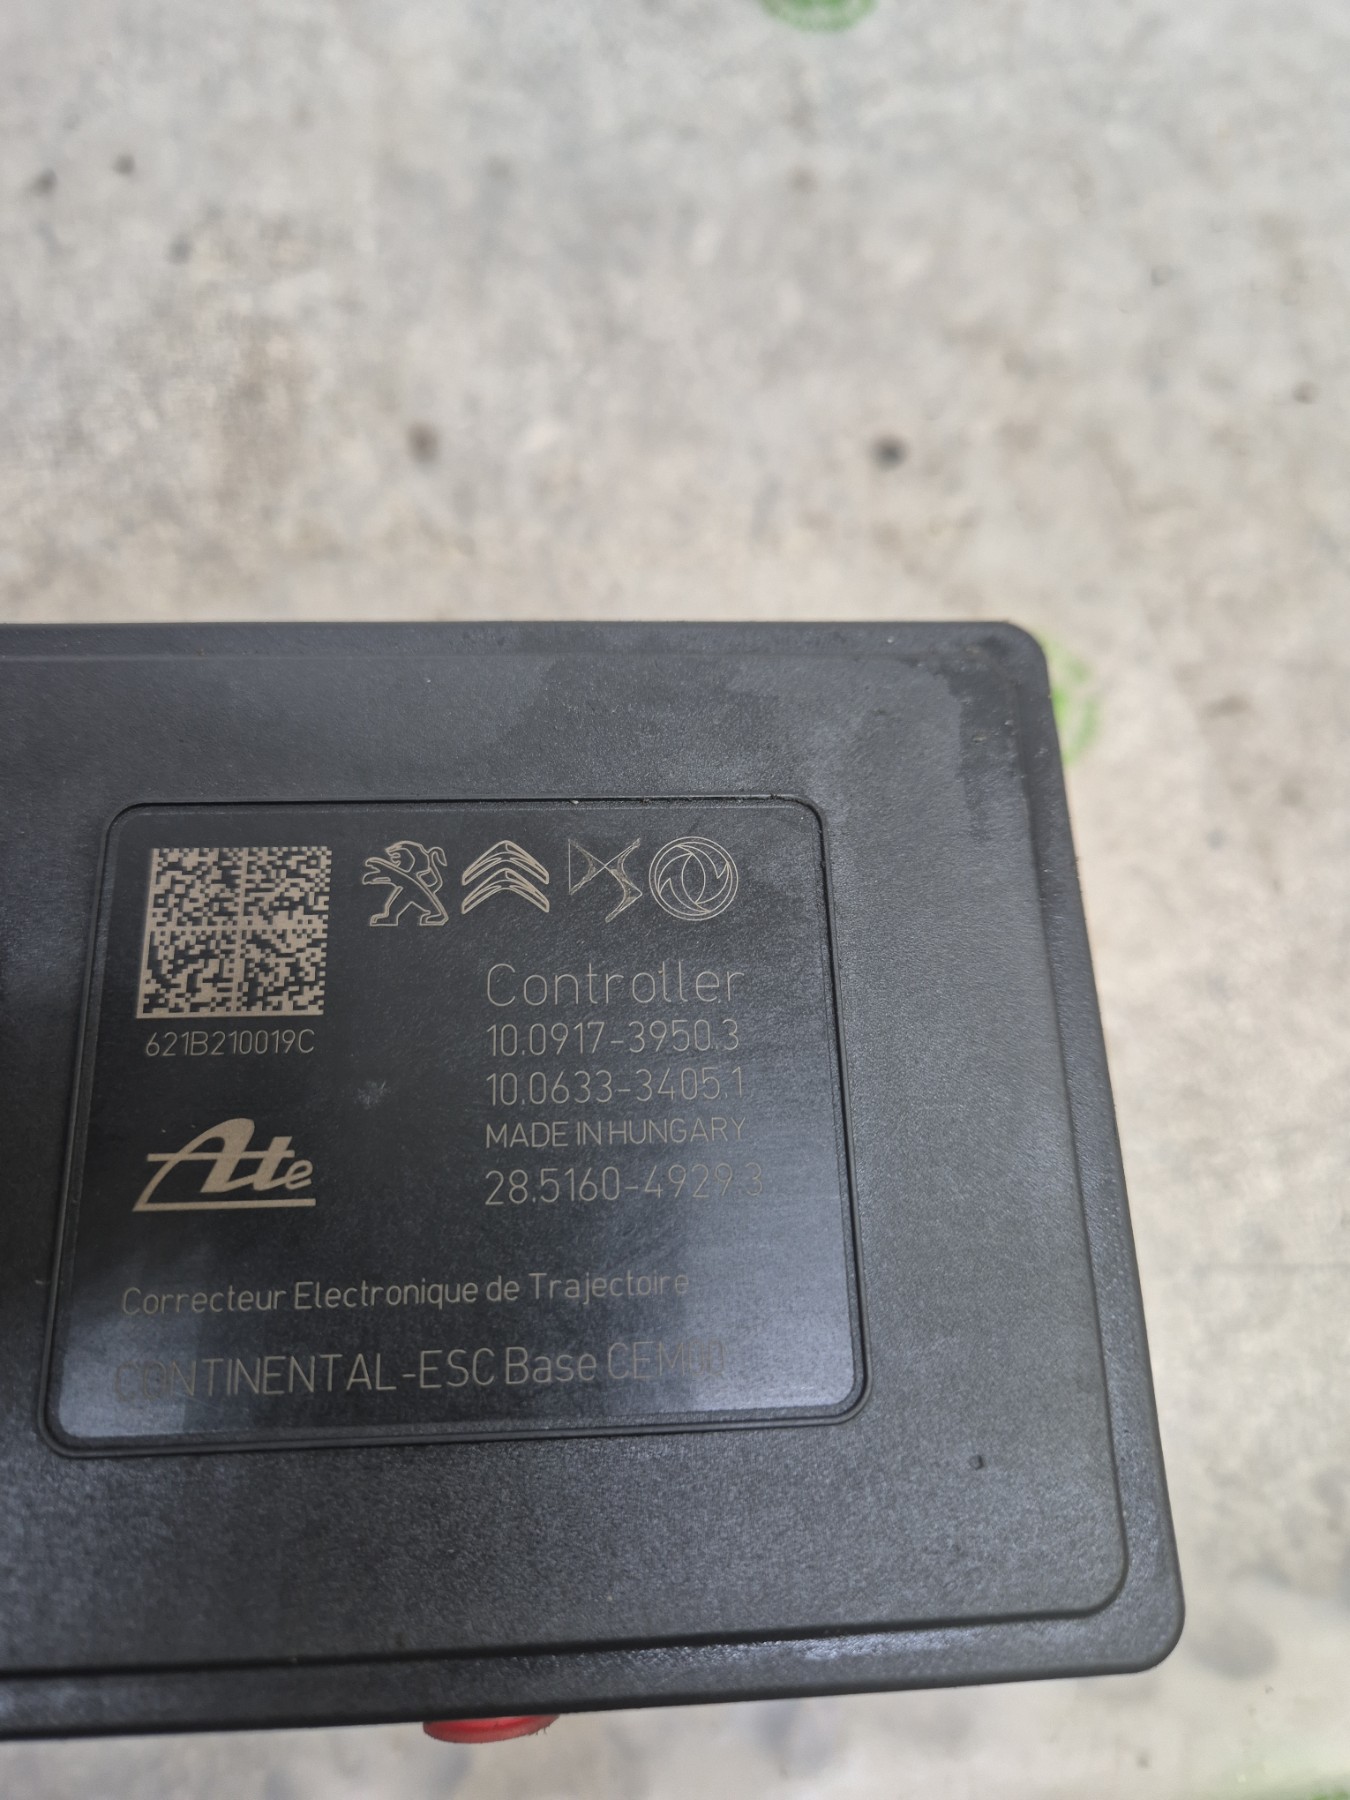 621B210019C
Controller
10.0917-3950.3
10.0633-3405.1
MADE IN HUNGARY
28.5160-4929.3
Ate
Correcteur Electronique de Trajectoire
CONTINENTAL-ESC Base CEM00